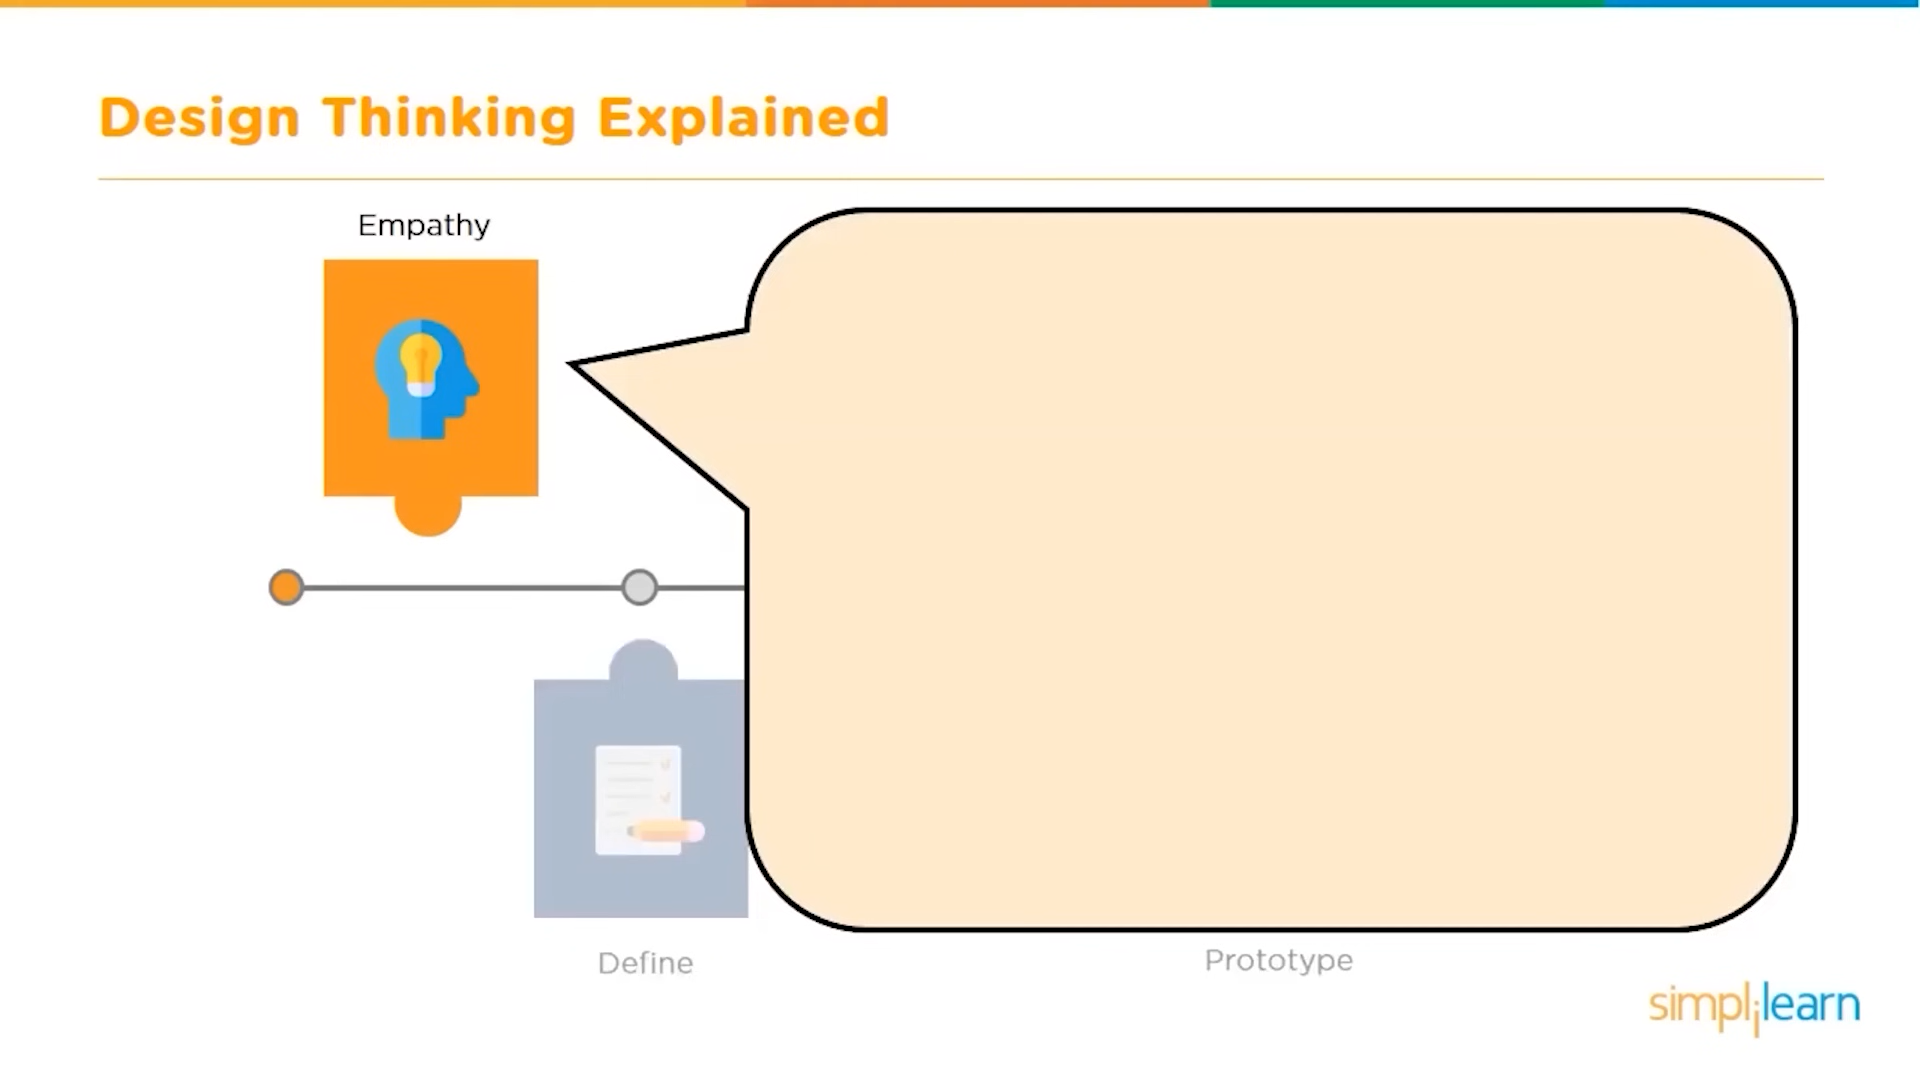 Design Thinking Explained
Empathy
Define
Prototype
simplilearn